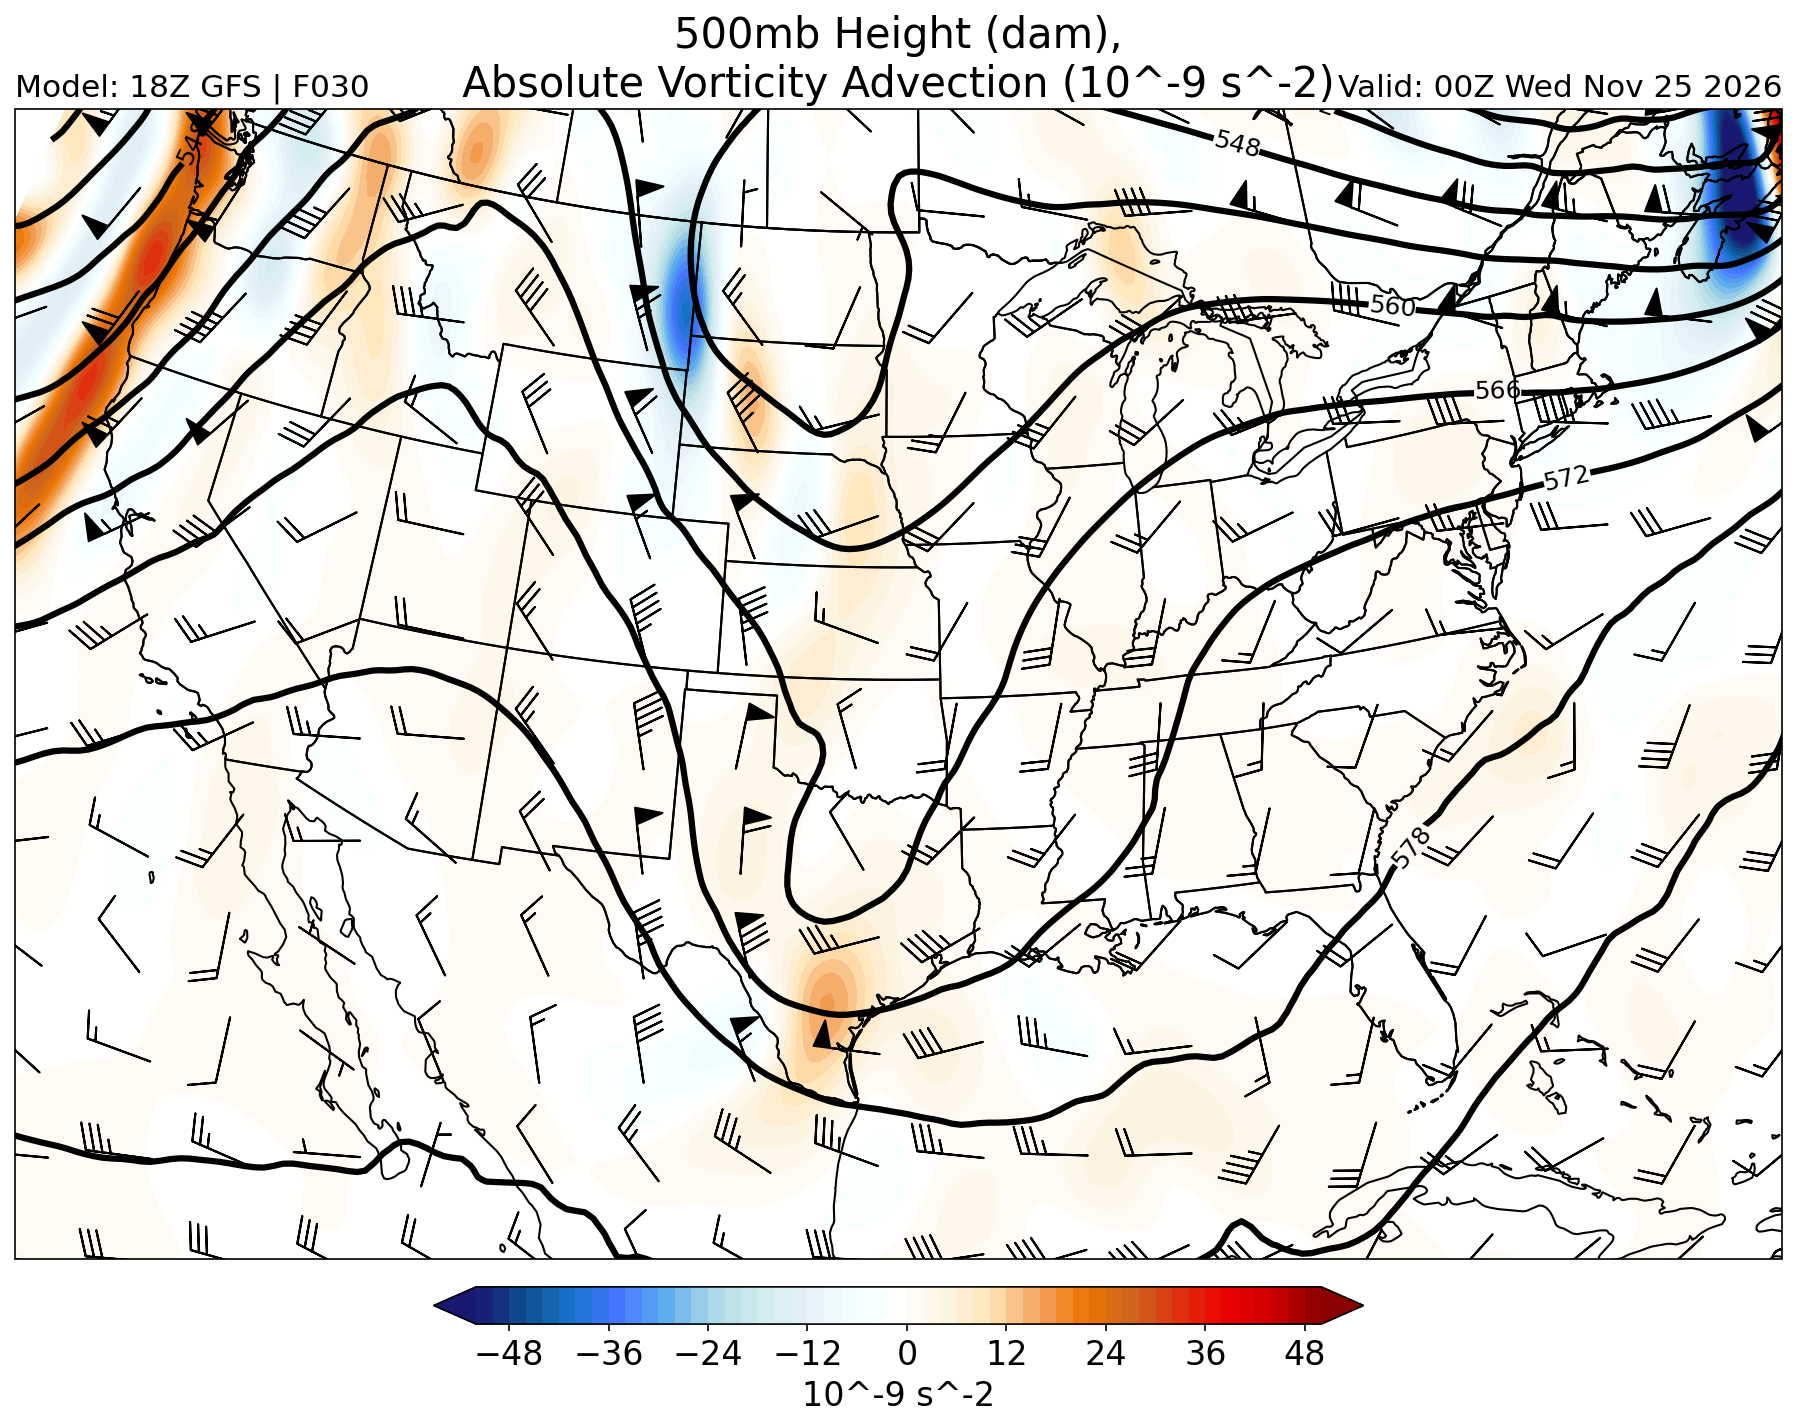 500mb Height (dam),
Model: 18Z GFS | F030
Absolute Vorticity Advection (10^-9 s^-2)
Valid: 00Z Wed Nov 25 2026
548
548
560
566
572
578
−48 −36 −24 −12 0 12 24 36 48
10^-9 s^-2